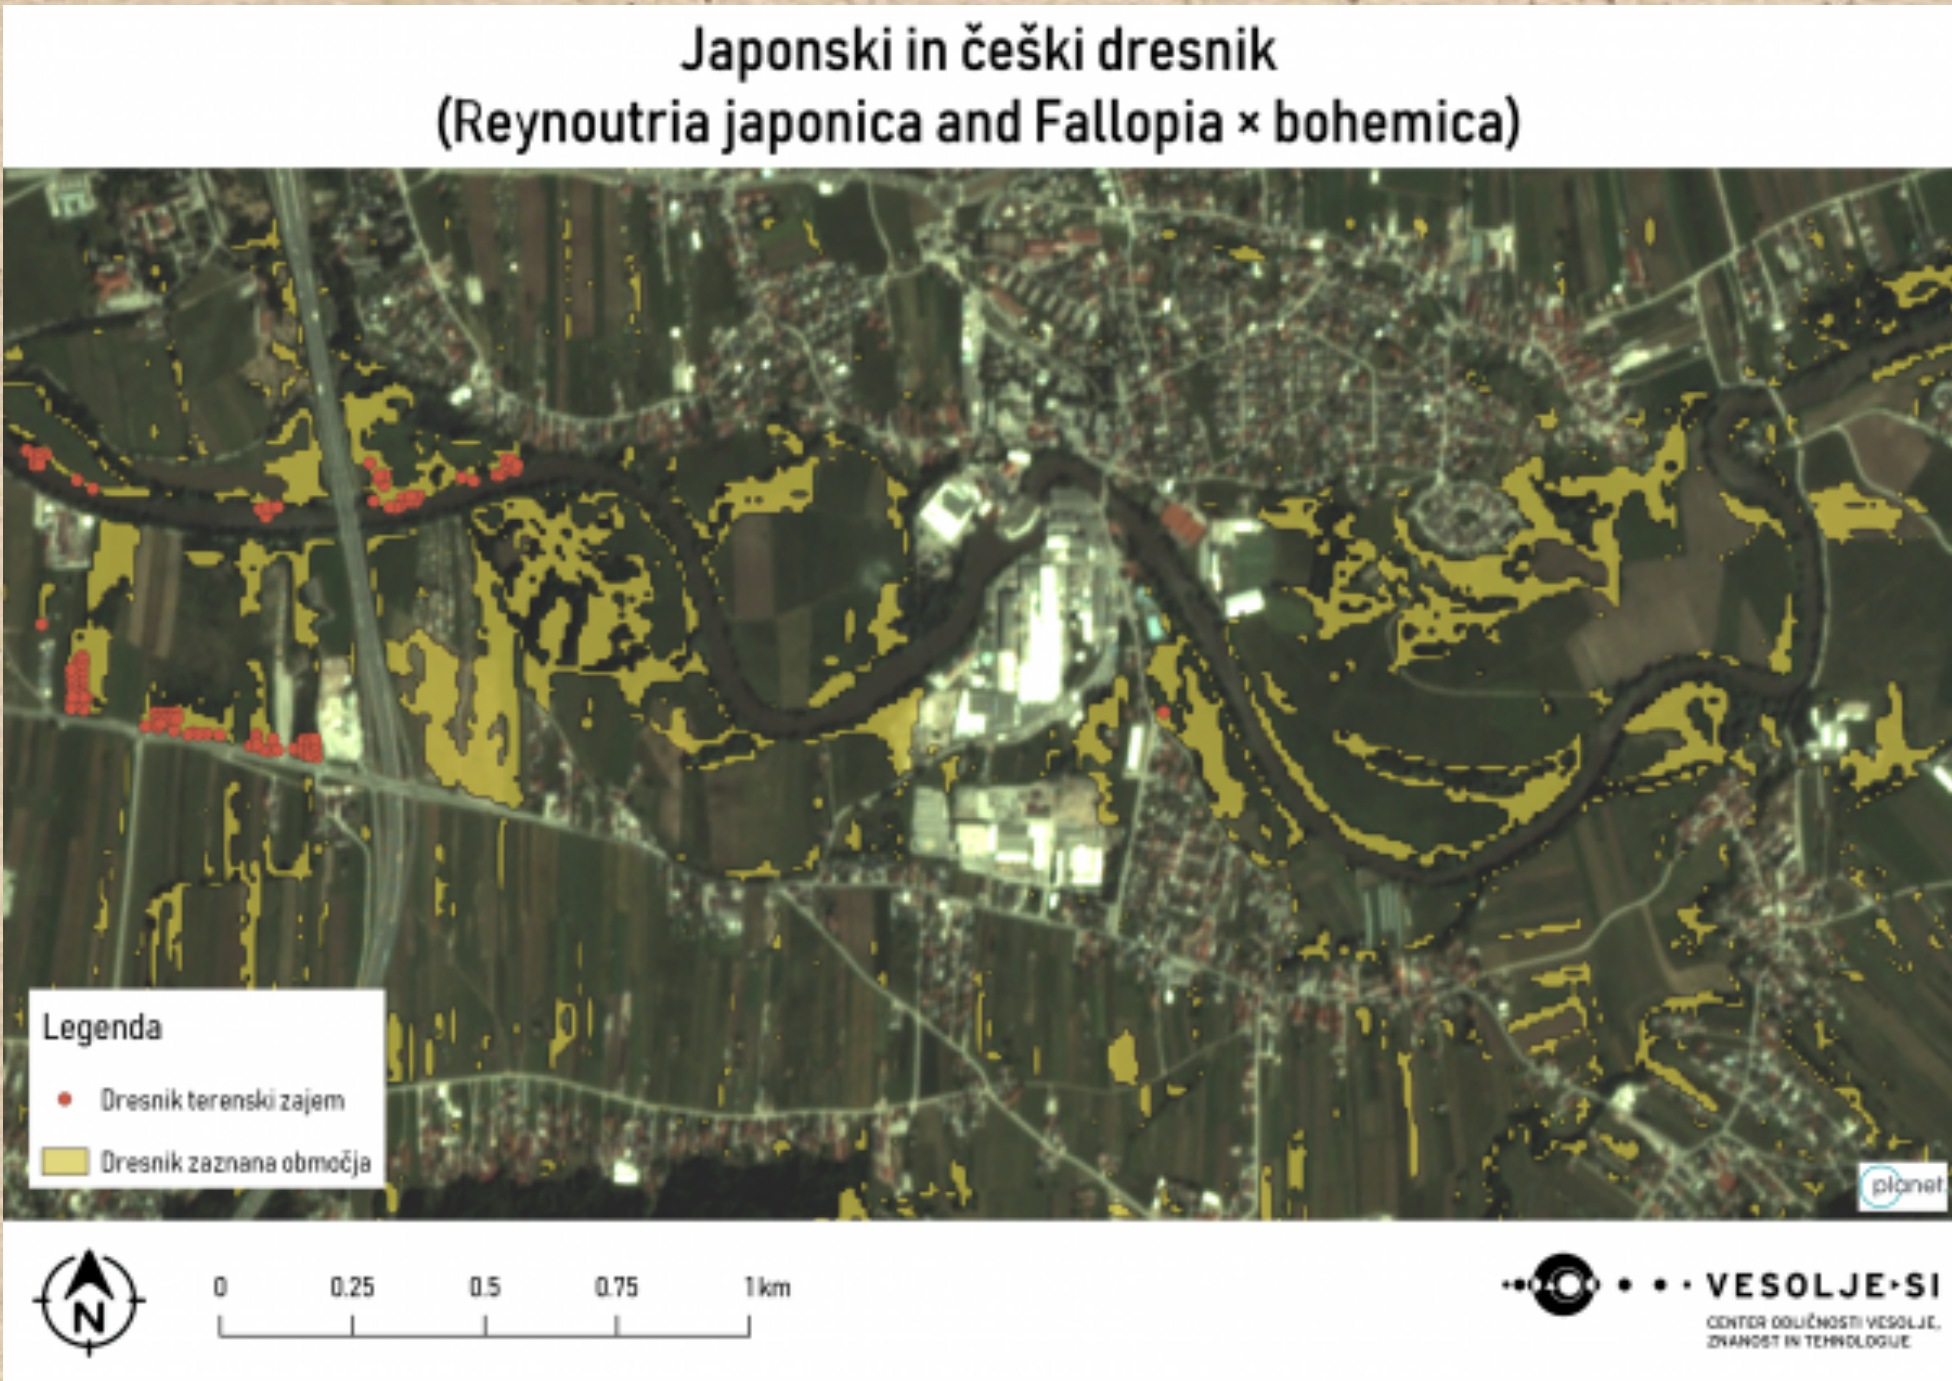 Japonski in češki dresnik
(Reynoutria japonica and Fallopia × bohemica)
Legenda
Dresnik terenski zajem
Dresnik zaznana območja
planet.
N
0 0.25 0.5 0.75 1 km
VESOLJE·SI
CENTER ODLIČNOSTI VESOLJE,
ZNANOST IN TEHNOLOGIJE